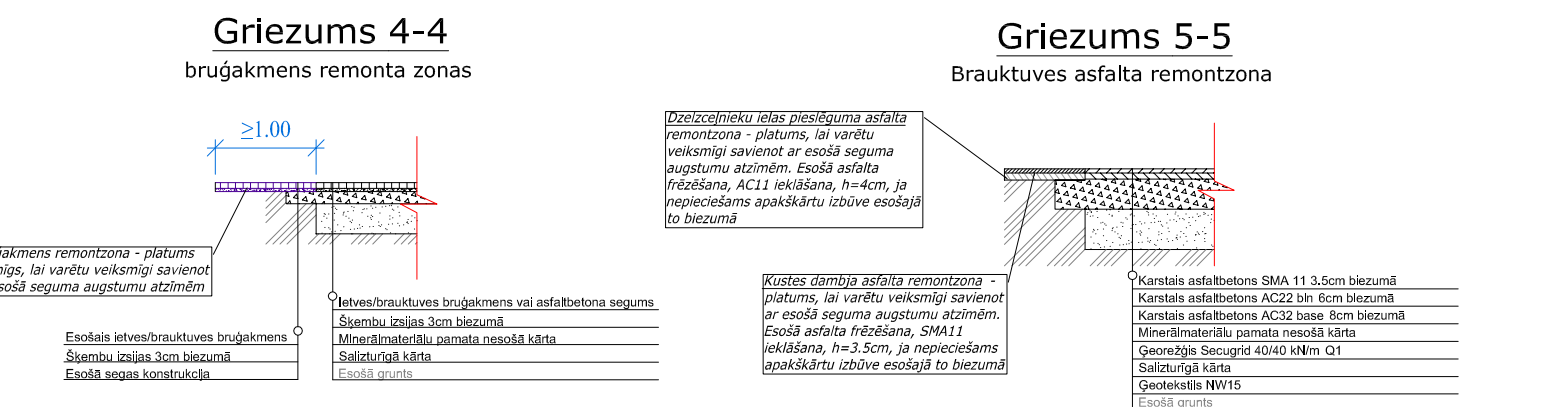 Griezums 4-4
bruģakmens remonta zonas
≥1.00
akmens remontzona - platums
lai varētu veiksmīgi savienot
seguma augstumu atzīmēm
Ietves/brauktuves bruģakmens vai asfaltbetona segums
Šķembu izsijas 3cm biezumā
Minerālmateriālu pamata nesošā kārta
Salizturīgā kārta
Esošā grunts
Esošais ietves/brauktuves bruģakmens
Šķembu izsijas 3cm biezumā
Esošā segas konstrukcija
Griezums 5-5
Brauktuves asfalta remontzona
Dzelzceļnieku ielas pieslēguma asfalta
remontzona - platums, lai varētu
veiksmīgi savienot ar esošā seguma
augstumu atzīmēm. Esošā asfalta
frēzēšana, AC11 ieklāšana, h=4cm, ja
nepieciešams apakškārtu izbūve esošajā
to biezumā
Kustes dambja asfalta remontzona -
platums, lai varētu veiksmīgi savienot
ar esošā seguma augstumu atzīmēm.
Esošā asfalta frēzēšana, SMA11
ieklāšana, h=3.5cm, ja nepieciešams
apakškārtu izbūve esošajā to biezumā
Karstais asfaltbetons SMA 11 3.5cm biezumā
Karstais asfaltbetons AC22 bin 6cm biezumā
Karstais asfaltbetons AC32 base 8cm biezumā
Minerālmateriālu pamata nesošā kārta
Ģeorežģis Secugrid 40/40 kN/m Q1
Salizturīgā kārta
Ģeotekstils NW15
Esošā grunts